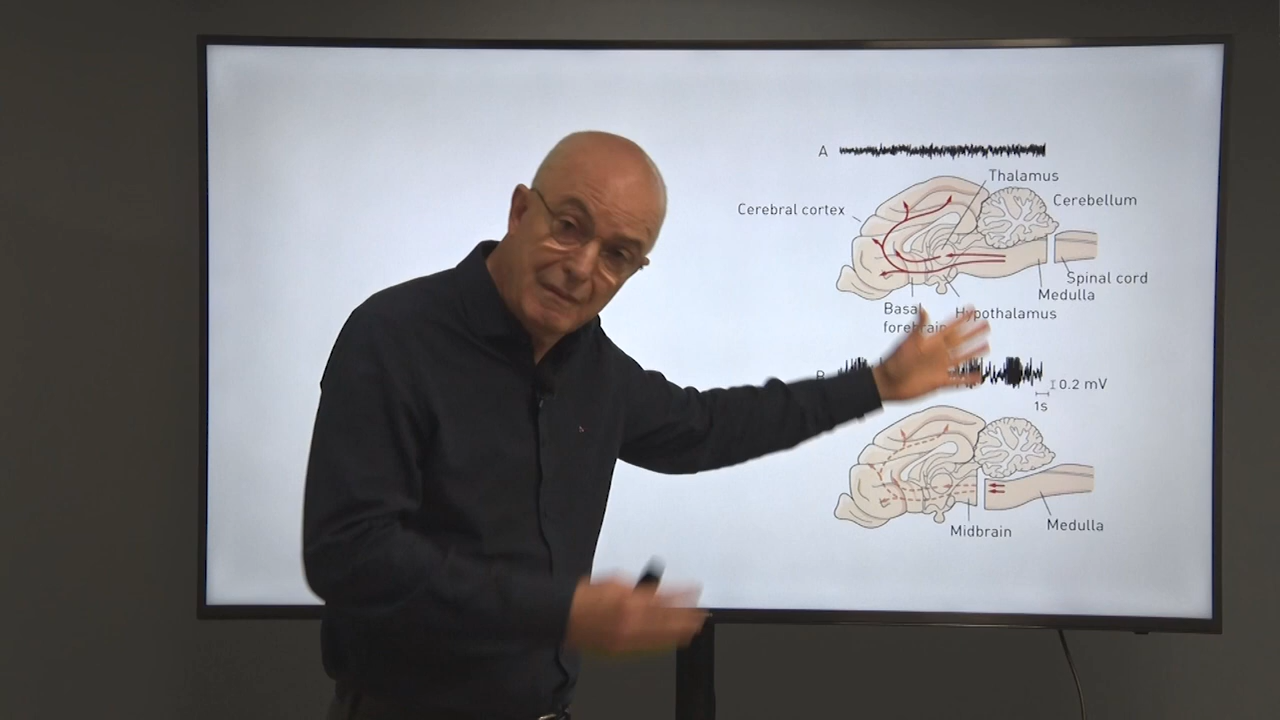 A
Thalamus
Cerebral cortex
Cerebellum
Spinal cord
Medulla
Basal
forebrain
Hypothalamus
B
0.2 mV
1s
Midbrain
Medulla